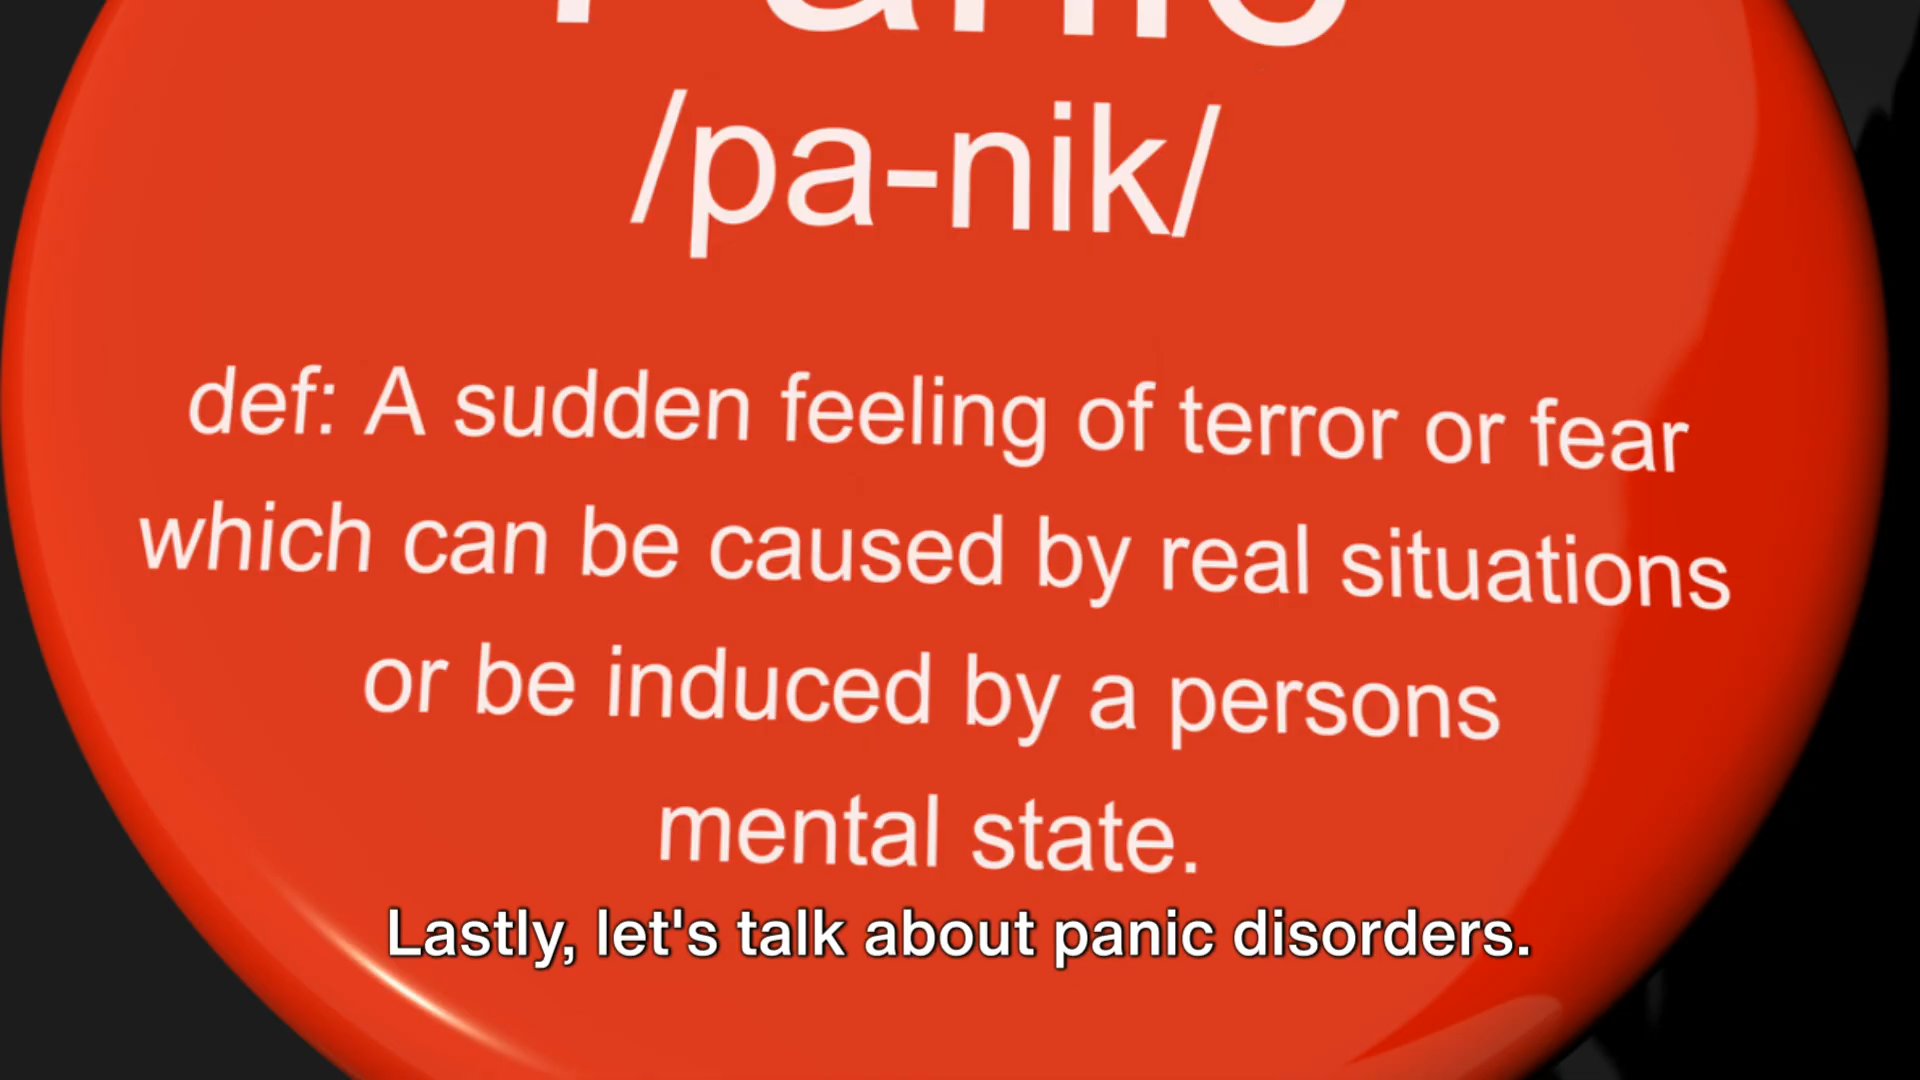 Panic
/pa-nik/
def: A sudden feeling of terror or fear
which can be caused by real situations
or be induced by a persons
mental state.
Lastly, let's talk about panic disorders.